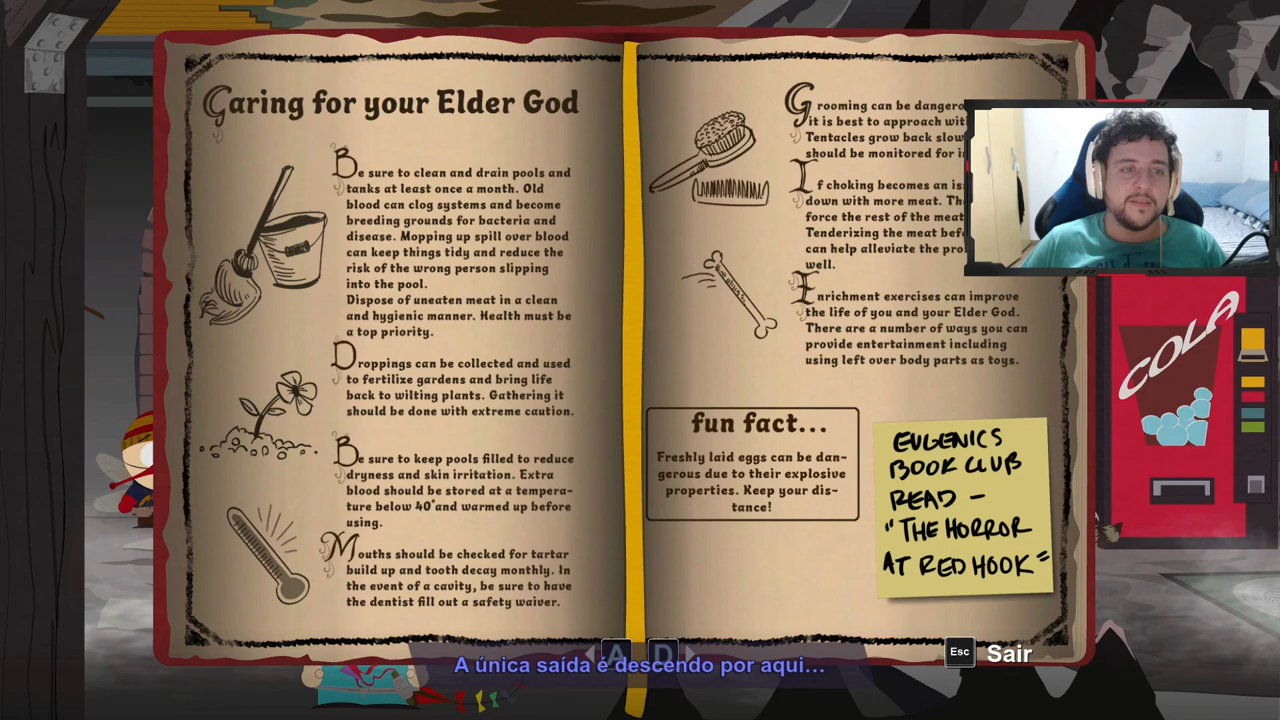 Caring for your Elder God
Be sure to clean and drain pools and
tanks at least once a month. Old
blood can clog systems and become
breeding grounds for bacteria and
disease. Mopping up spill over blood
can keep things tidy and reduce the
risk of the wrong person slipping
into the pool.
Dispose of uneaten meat in a clean
and hygienic manner. Health must be
a top priority.
Droppings can be collected and used
to fertilize gardens and bring life
back to wilting plants. Gathering it
should be done with extreme caution.
Be sure to keep pools filled to reduce
dryness and skin irritation. Extra
blood should be stored at a tempera-
ture below 40° and warmed up before
using.
Mouths should be checked for tartar
build up and tooth decay monthly. In
the event of a cavity, be sure to have
the dentist fill out a safety waiver.
Grooming can be
it is best to approach
Tentacles grow back
should be monitored for
If choking becomes an
down with more meat.
force the rest of the meat
Tenderizing the meat
can help alleviate the
well.
Enrichment exercises can improve
the life of you and your Elder God.
There are a number of ways you can
provide entertainment including
using left over body parts as toys.
fun fact...
Freshly laid eggs can be dan-
gerous due to their explosive
properties. Keep your dis-
tance!
EUGENICS
BOOK CLUB
READ -
"THE HORROR
AT RED HOOK"
COLA
A D
Esc Sair
A única saída é descendo por aqui...